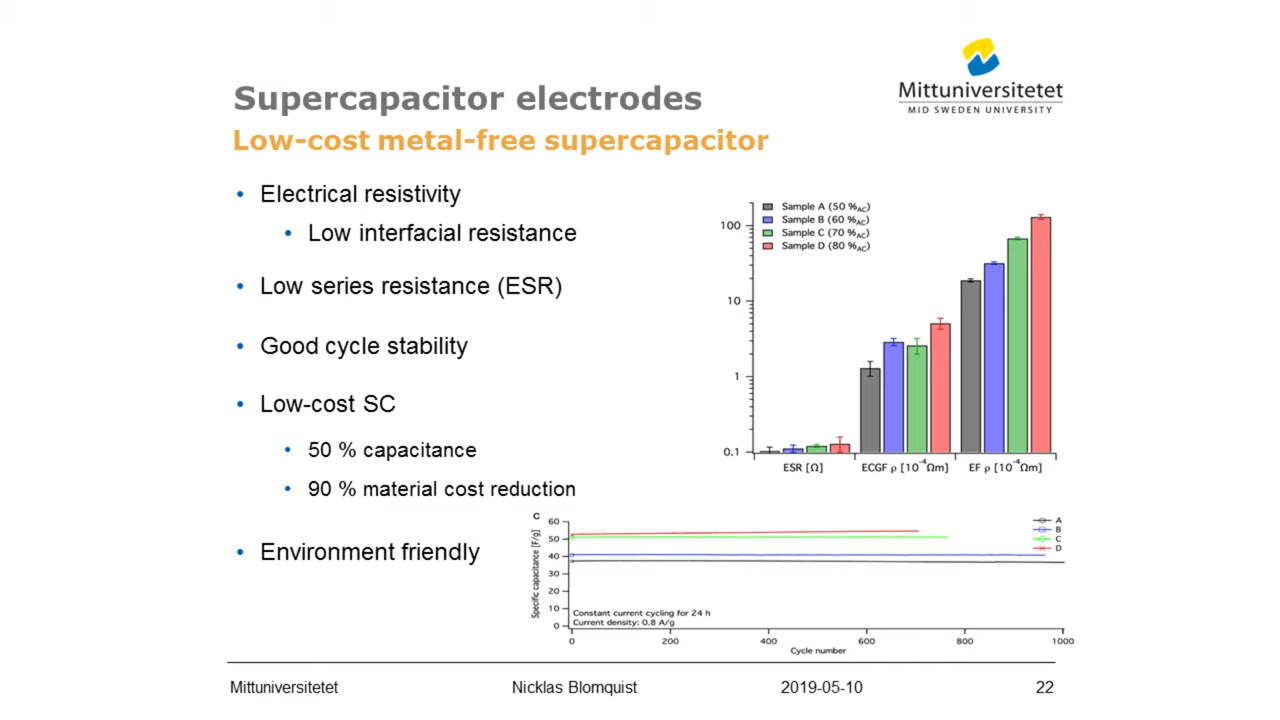 Mittuniversitetet
MID SWEDEN UNIVERSITY
Supercapacitor electrodes
Low-cost metal-free supercapacitor
• Electrical resistivity
• Low interfacial resistance
• Low series resistance (ESR)
• Good cycle stability
• Low-cost SC
• 50 % capacitance
• 90 % material cost reduction
• Environment friendly
Sample A (50 %AC)
Sample B (60 %AC)
Sample C (70 %AC)
Sample D (80 %AC)
100
10
1
0.1
ESR [Ω]
ECGF ρ [10⁻⁴Ωm]
EF ρ [10⁻⁴Ωm]
C
Specific capacitance [F/g]
60
50
40
30
20
10
0
A
B
C
D
Constant current cycling for 24 h
Current density: 0.8 A/g
0 200 400 600 800 1000
Cycle number
Mittuniversitetet Nicklas Blomquist 2019-05-10 22